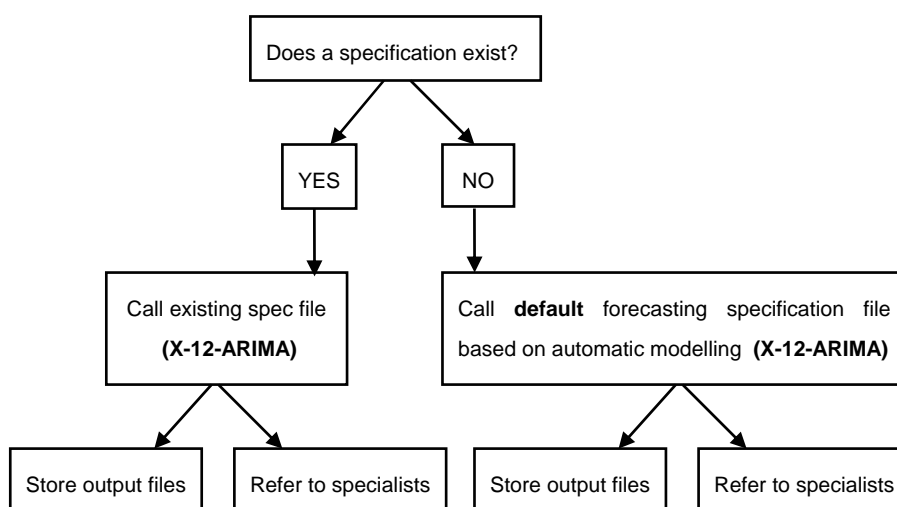 Does a specification exist?
YES
NO
Call existing spec file
(X-12-ARIMA)
Call default forecasting specification file
based on automatic modelling (X-12-ARIMA)
Store output files
Refer to specialists
Store output files
Refer to specialists